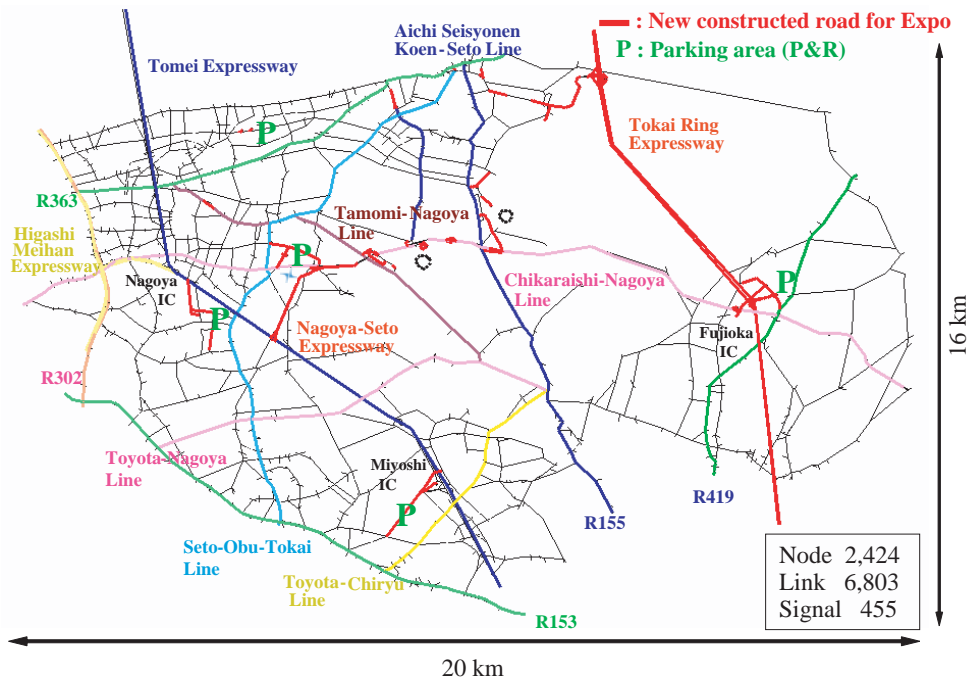 : New constructed road for Expo
P : Parking area (P&R)
Aichi Seisyonen
Koen-Seto Line
Tomei Expressway
Tokai Ring
Expressway
P
R363
Tamomi-Nagoya
Line
Higashi
Meihan
Expressway
P
Nagoya
IC
Chikaraishi-Nagoya
Line
P
P
Nagoya-Seto
Expressway
Fujioka
IC
16 km
R302
Toyota-Nagoya
Line
Miyoshi
IC
P
R419
R155
Seto-Obu-Tokai
Line
Toyota-Chiryu
Line
R153
Node 2,424
Link 6,803
Signal 455
20 km